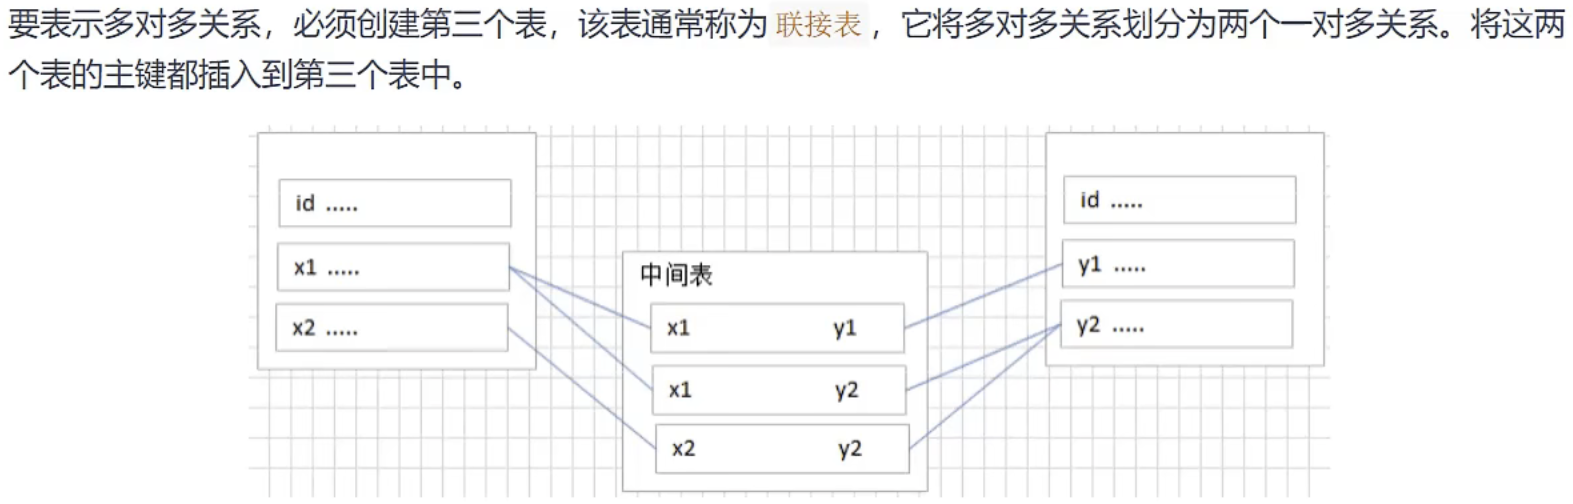 要表示多对多关系，必须创建第三个表，该表通常称为 联接表 ，它将多对多关系划分为两个一对多关系。将这两
个表的主键都插入到第三个表中。
id .....
x1 .....
x2 .....
中间表
x1 y1
x1 y2
x2 y2
id .....
y1 .....
y2 .....